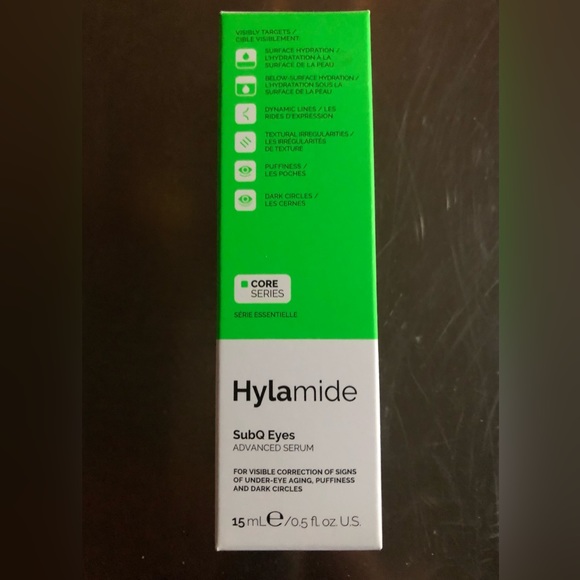 VISIBLY TARGETS /
CIBLE VISIBLEMENT:
SURFACE HYDRATION /
L'HYDRATATION À LA
SURFACE DE LA PEAU
BELOW-SURFACE HYDRATION /
L'HYDRATATION SOUS LA
SURFACE DE LA PEAU
DYNAMIC LINES / LES
RIDES D'EXPRESSION
TEXTURAL IRREGULARITIES /
LES IRRÉGULARITÉS
DE TEXTURE
PUFFINESS /
LES POCHES
DARK CIRCLES /
LES CERNES
CORE
SERIES
SÉRIE ESSENTIELLE
Hylamide
SubQ Eyes
ADVANCED SERUM
FOR VISIBLE CORRECTION OF SIGNS
OF UNDER-EYE AGING, PUFFINESS
AND DARK CIRCLES
15 mL℮/0.5 fl. oz. U.S.